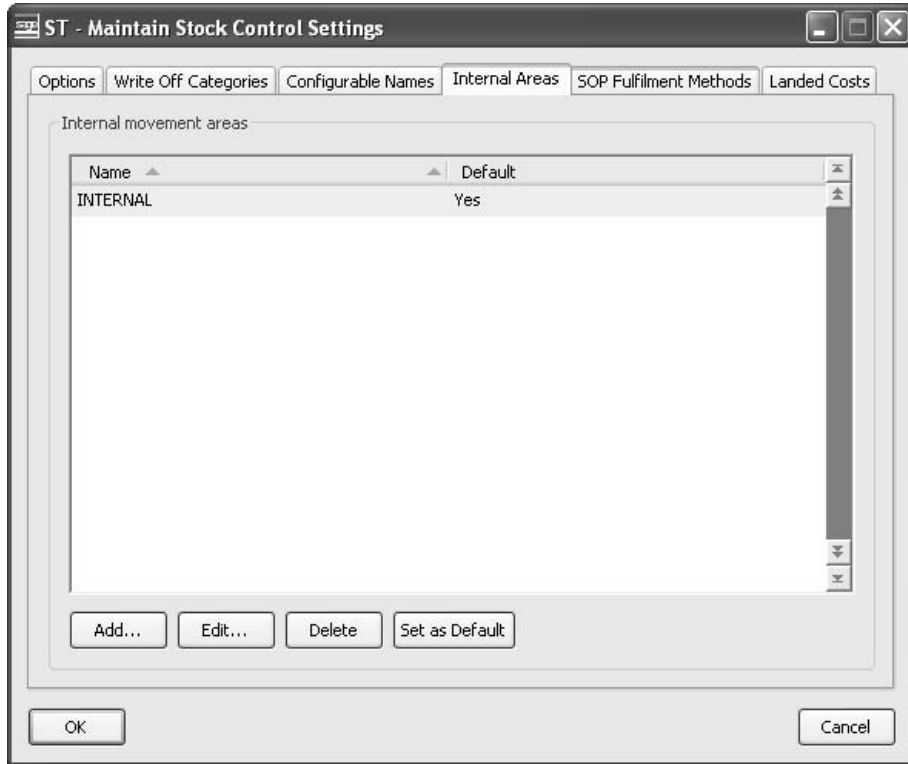 ST - Maintain Stock Control Settings
Options Write Off Categories Configurable Names Internal Areas SOP Fulfilment Methods Landed Costs
Internal movement areas
Name Default
INTERNAL Yes
Add... Edit... Delete Set as Default
OK Cancel